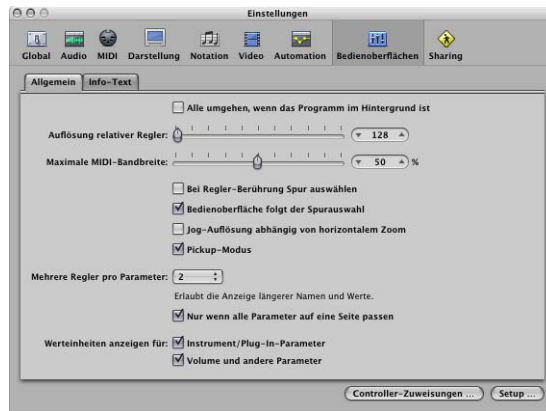 Einstellungen
Global Audio MIDI Darstellung Notation Video Automation Bedienoberflächen Sharing
Allgemein Info-Text
Alle umgehen, wenn das Programm im Hintergrund ist
Auflösung relativer Regler: 128
Maximale MIDI-Bandbreite: 50 %
Bei Regler-Berührung Spur auswählen
Bedienoberfläche folgt der Spurauswahl
Jog-Auflösung abhängig von horizontalem Zoom
Pickup-Modus
Mehrere Regler pro Parameter: 2
Erlaubt die Anzeige längerer Namen und Werte.
Nur wenn alle Parameter auf eine Seite passen
Werteinheiten anzeigen für: Instrument/Plug-In-Parameter
Volume und andere Parameter
Controller-Zuweisungen ... Setup ...